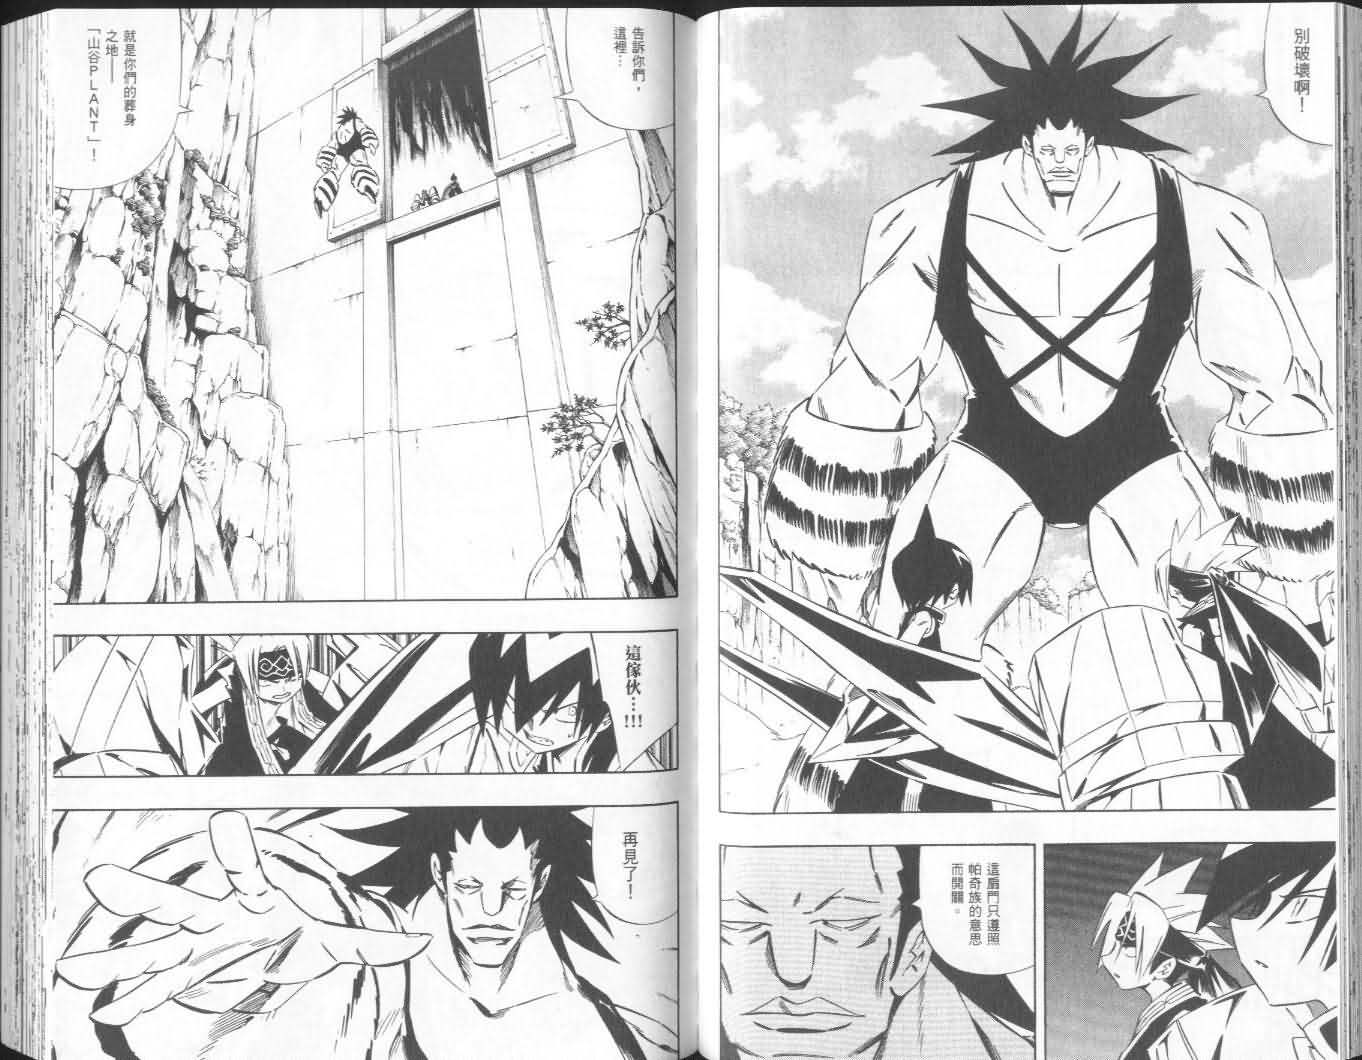 別破壞啊！
這扇門只遵照
帕奇族的意思
而開關。
告訴你們，
這裡…
就是你們的葬身
之地──
「山谷PLANT」！
這傢伙…!!!
再見了！